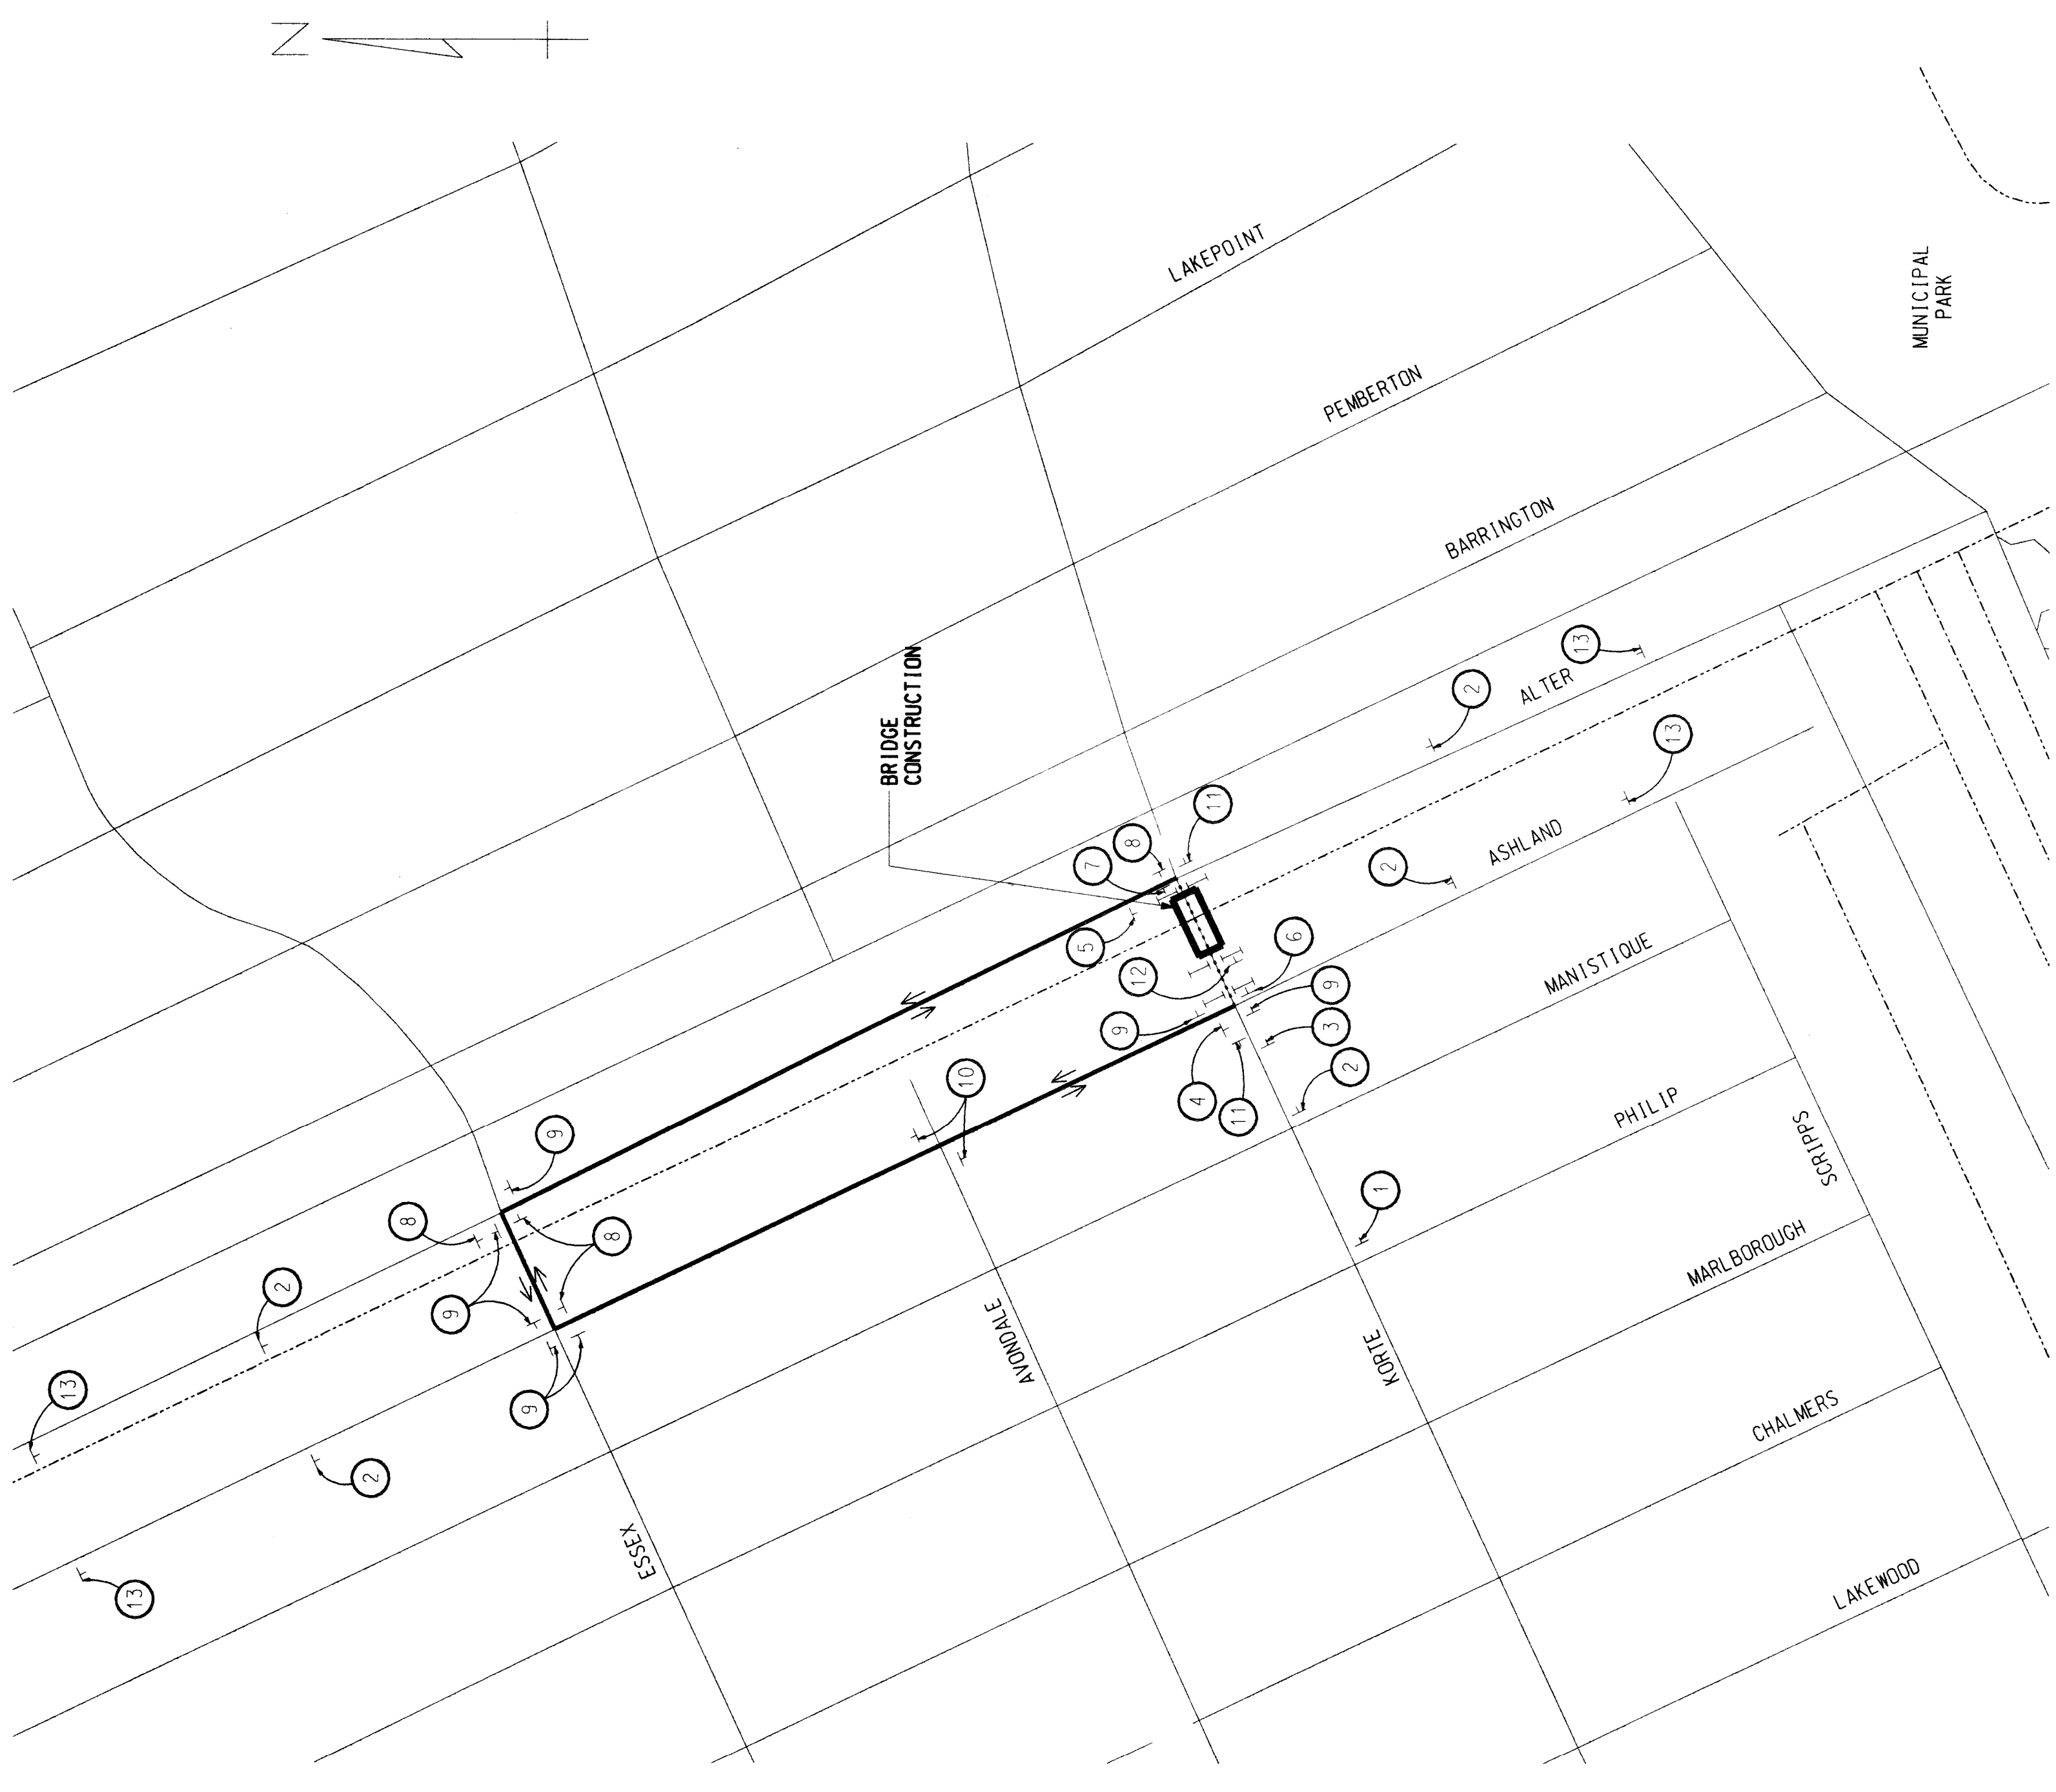 N
LAKEPOINT
MUNICIPAL
PARK
PEMBERTON
BARRINGTON
13
ALTER
2
BRIDGE
CONSTRUCTION
13
11
8
7
ASHLAND
2
5
6
MANISTIQUE
12
9
9
3
10
2
4
11
PHILIP
9
SCRIPPS
1
8
8
MARLBOROUGH
2
9
AVONDALE
KORTE
13
9
CHALMERS
2
ESSEX
LAKEWOOD
13